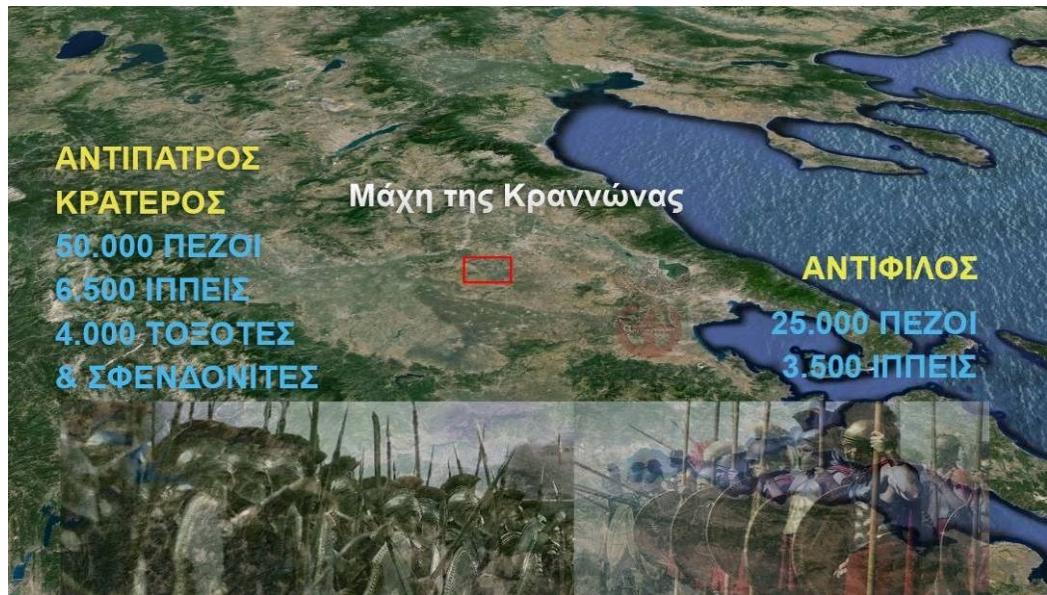 ΑΝΤΙΠΑΤΡΟΣ
ΚΡΑΤΕΡΟΣ
50.000 ΠΕΖΟΙ
6.500 ΙΠΠΕΙΣ
4.000 ΤΟΞΟΤΕΣ
& ΣΦΕΝΔΟΝΙΤΕΣ
Μάχη της Κραννώνας
ΑΝΤΙΦΙΛΟΣ
25.000 ΠΕΖΟΙ
3.500 ΙΠΠΕΙΣ